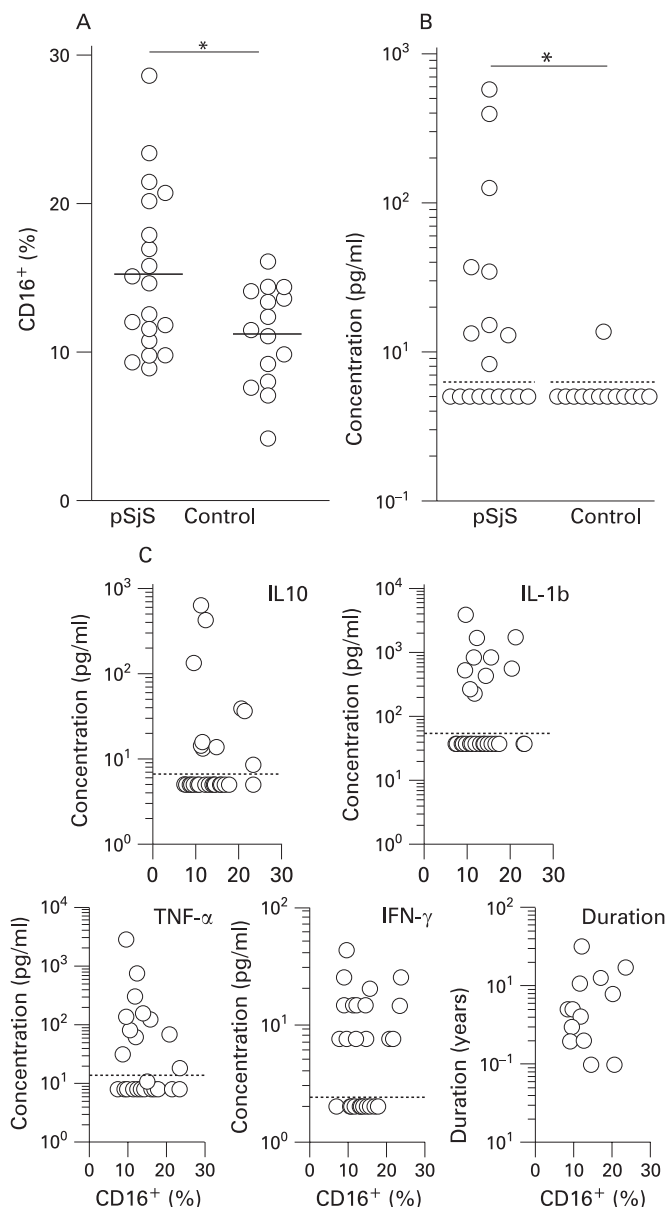 A
B
*
*
30
20
10
0
CD16+ (%)
pSjS Control
10³
10²
10¹
10⁻¹
Concentration (pg/ml)
pSjS Control
C
IL10
10³
10²
10¹
10⁰
Concentration (pg/ml)
0 10 20 30
IL-1b
10⁴
10³
10²
10¹
10⁰
Concentration (pg/ml)
0 10 20 30
TNF-α
10⁴
10³
10²
10¹
10⁰
Concentration (pg/ml)
0 10 20 30
CD16+ (%)
IFN-γ
10²
10¹
10⁰
Concentration (pg/ml)
0 10 20 30
CD16+ (%)
Duration
10²
10¹
10⁻¹
10¹
Duration (years)
0 10 20 30
CD16+ (%)